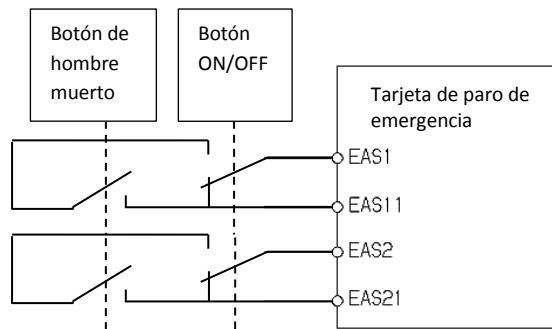 Botón de
hombre
muerto
Botón
ON/OFF
Tarjeta de paro de
emergencia
EAS1
EAS11
EAS2
EAS21